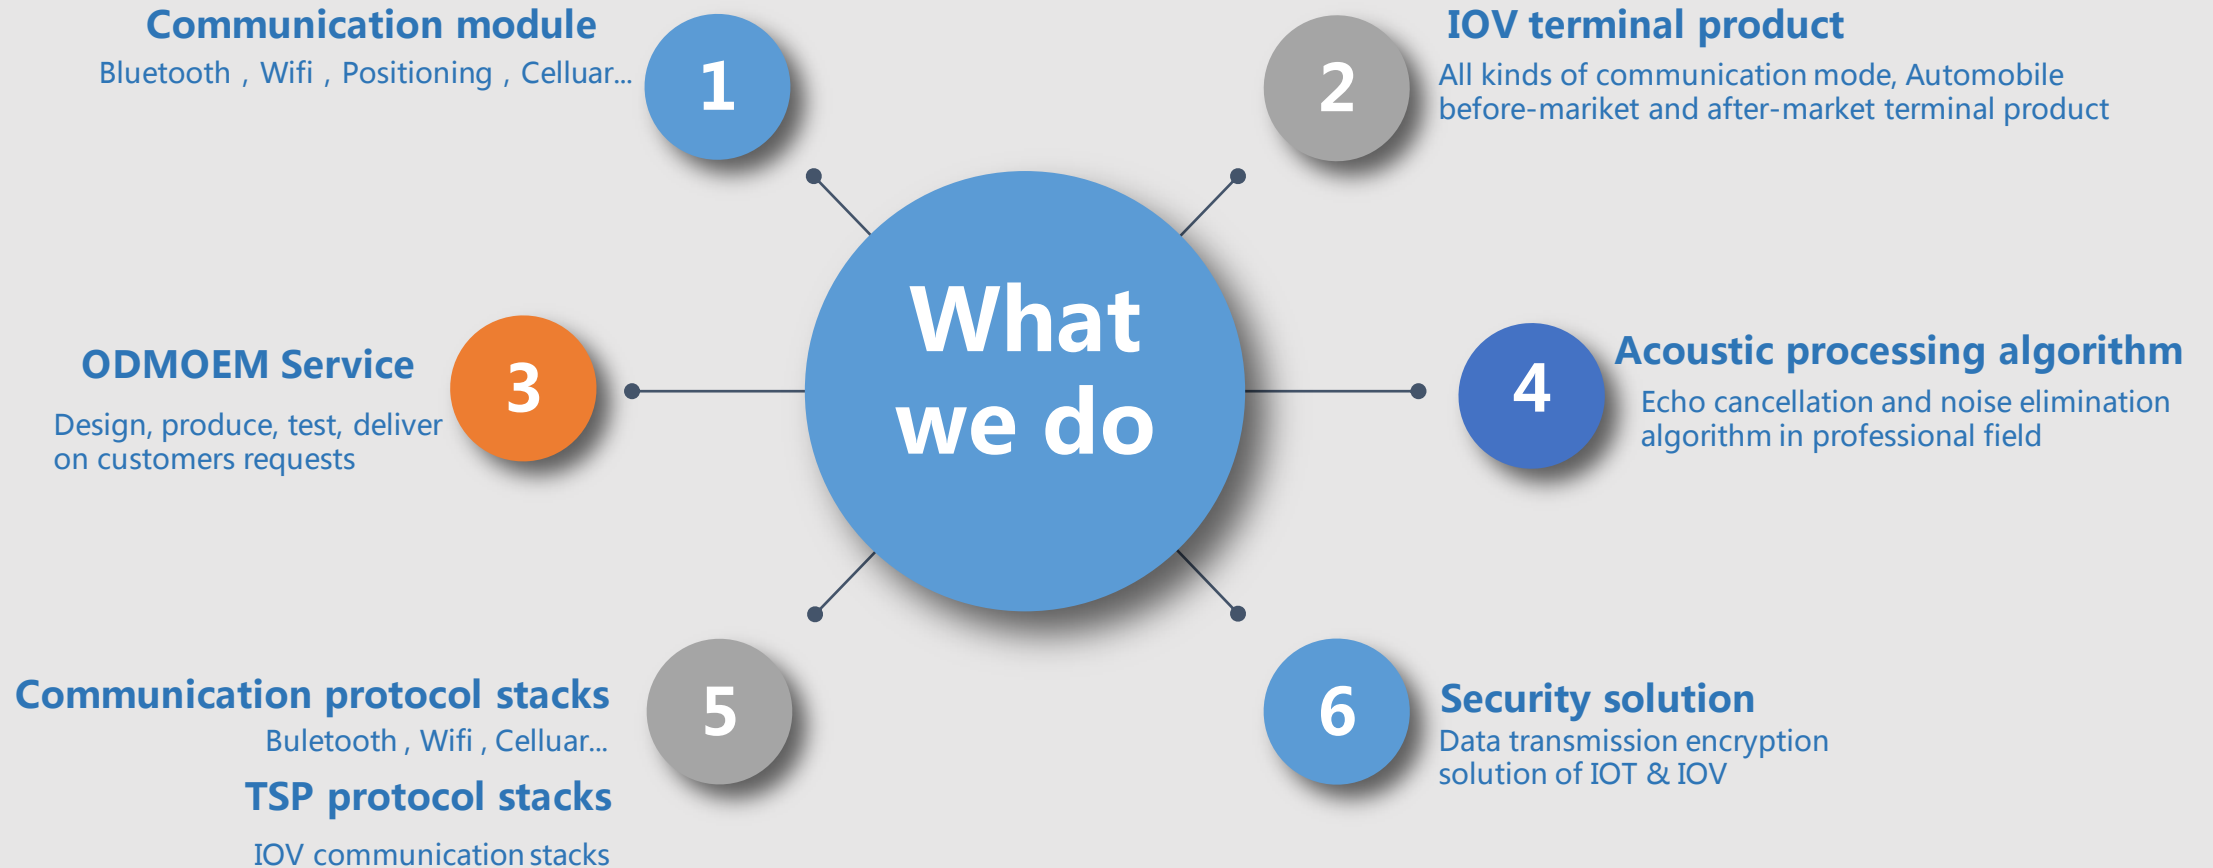 Communication module
Bluetooth , Wifi , Positioning , Celluar...
1
2
IOV terminal product
All kinds of communication mode, Automobile
before-mariket and after-market terminal product
What
we do
ODMOEM Service
Design, produce, test, deliver
on customers requests
3
4
Acoustic processing algorithm
Echo cancellation and noise elimination
algorithm in professional field
Communication protocol stacks
Buletooth , Wifi , Celluar...
TSP protocol stacks
IOV communication stacks
5
6
Security solution
Data transmission encryption
solution of IOT & IOV